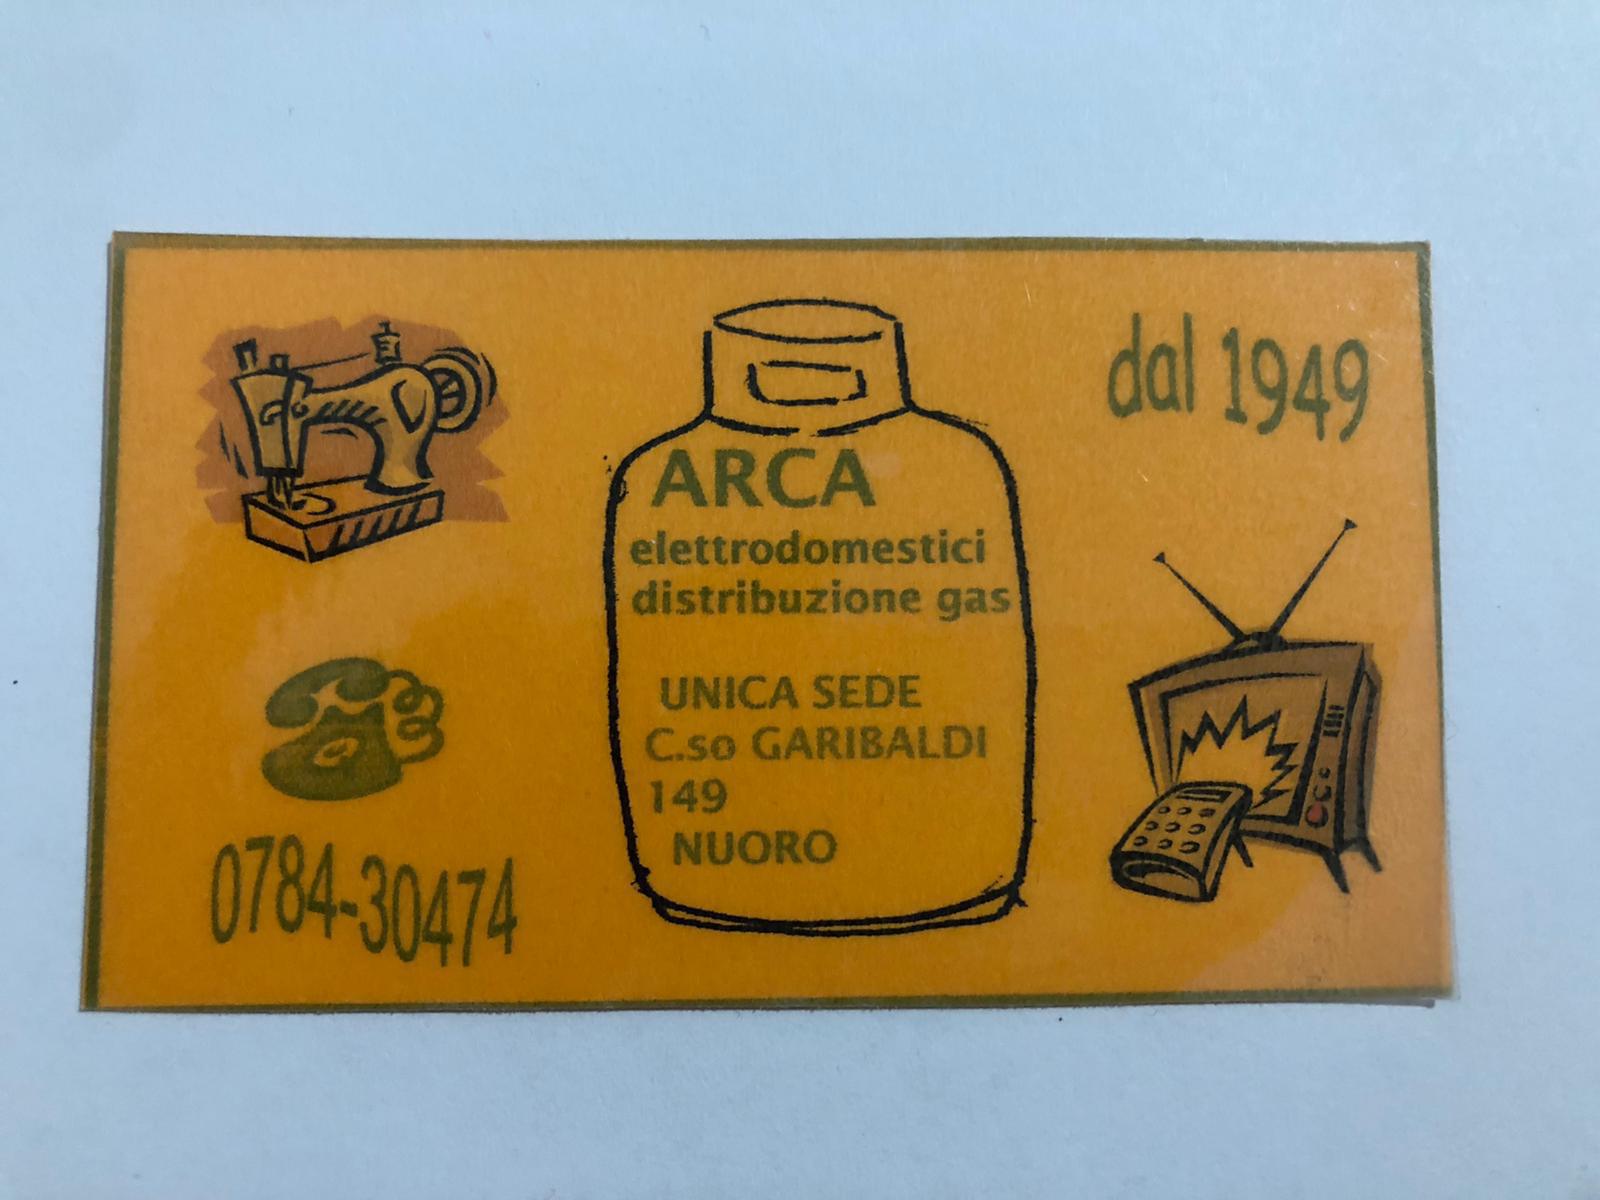 dal 1949
ARCA
elettrodomestici
distribuzione gas
UNICA SEDE
C.so GARIBALDI
149
NUORO
0784-30474